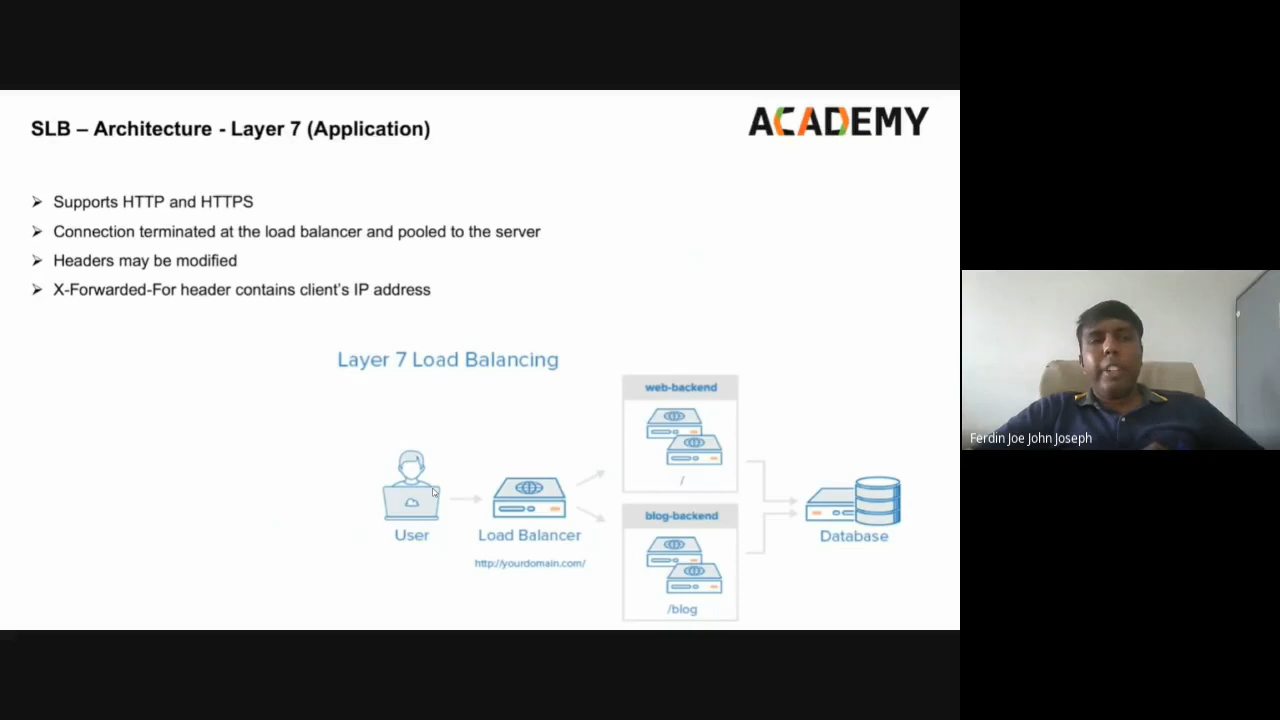 SLB – Architecture - Layer 7 (Application)
ACADEMY
➢ Supports HTTP and HTTPS
➢ Connection terminated at the load balancer and pooled to the server
➢ Headers may be modified
➢ X-Forwarded-For header contains client's IP address
Layer 7 Load Balancing
web-backend
/
User
Load Balancer
http://yourdomain.com/
blog-backend
/blog
Database
Ferdin Joe John Joseph